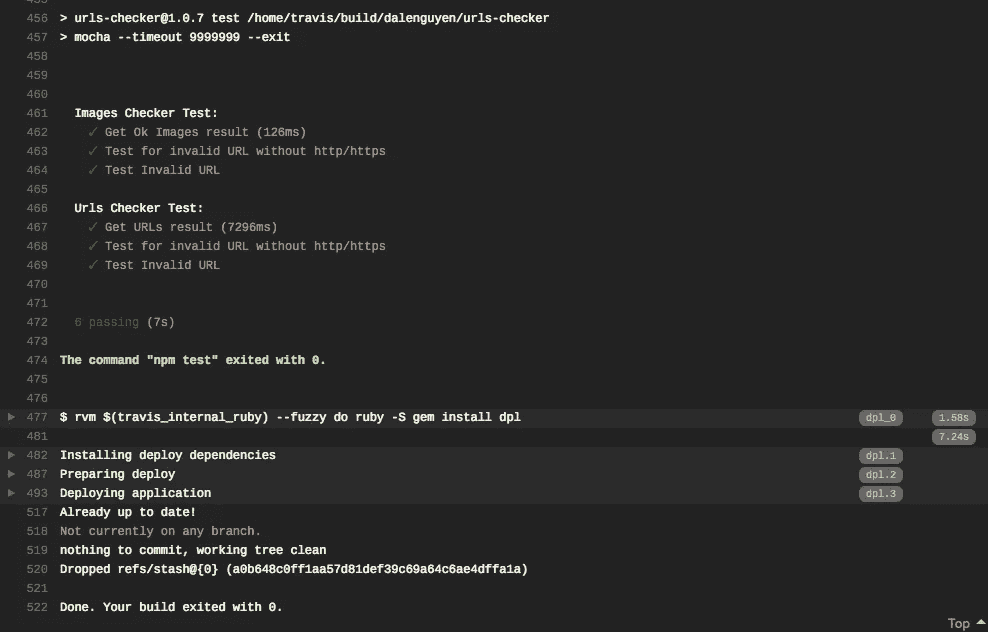 456 > urls-checker@1.0.7 test /home/travis/build/dalenguyen/urls-checker
457 > mocha --timeout 9999999 --exit
458
459
460
461 Images Checker Test:
462 ✓ Get Ok Images result (126ms)
463 ✓ Test for invalid URL without http/https
464 ✓ Test Invalid URL
465
466 Urls Checker Test:
467 ✓ Get URLs result (7296ms)
468 ✓ Test for invalid URL without http/https
469 ✓ Test Invalid URL
470
471
472 6 passing (7s)
473
474 The command "npm test" exited with 0.
475
476
477 $ rvm $(travis_internal_ruby) --fuzzy do ruby -S gem install dpl dpl_0 1.58s
481 7.24s
482 Installing deploy dependencies dpl.1
487 Preparing deploy dpl.2
493 Deploying application dpl.3
517 Already up to date!
518 Not currently on any branch.
519 nothing to commit, working tree clean
520 Dropped refs/stash@{0} (a0b648c0ff1aa57d81def39c69a64c6ae4dffa1a)
521
522 Done. Your build exited with 0.
Top